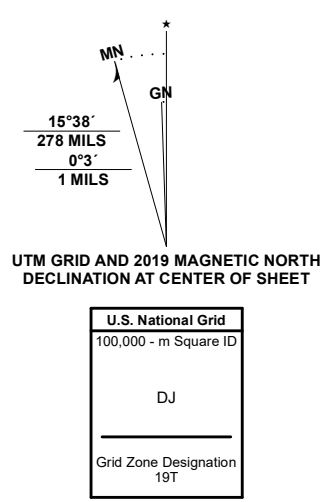 ★
MN
GN
15°38´
278 MILS
0°3´
1 MILS
UTM GRID AND 2019 MAGNETIC NORTH
DECLINATION AT CENTER OF SHEET
U.S. National Grid
100,000 - m Square ID
DJ
Grid Zone Designation
19T